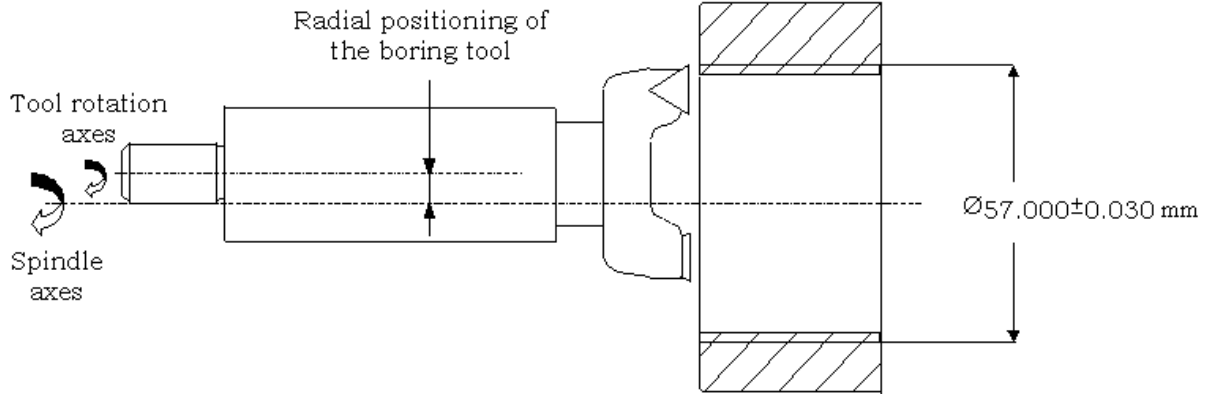 Radial positioning of
the boring tool
Tool rotation
axes
Spindle
axes
Ø57.000±0.030 mm